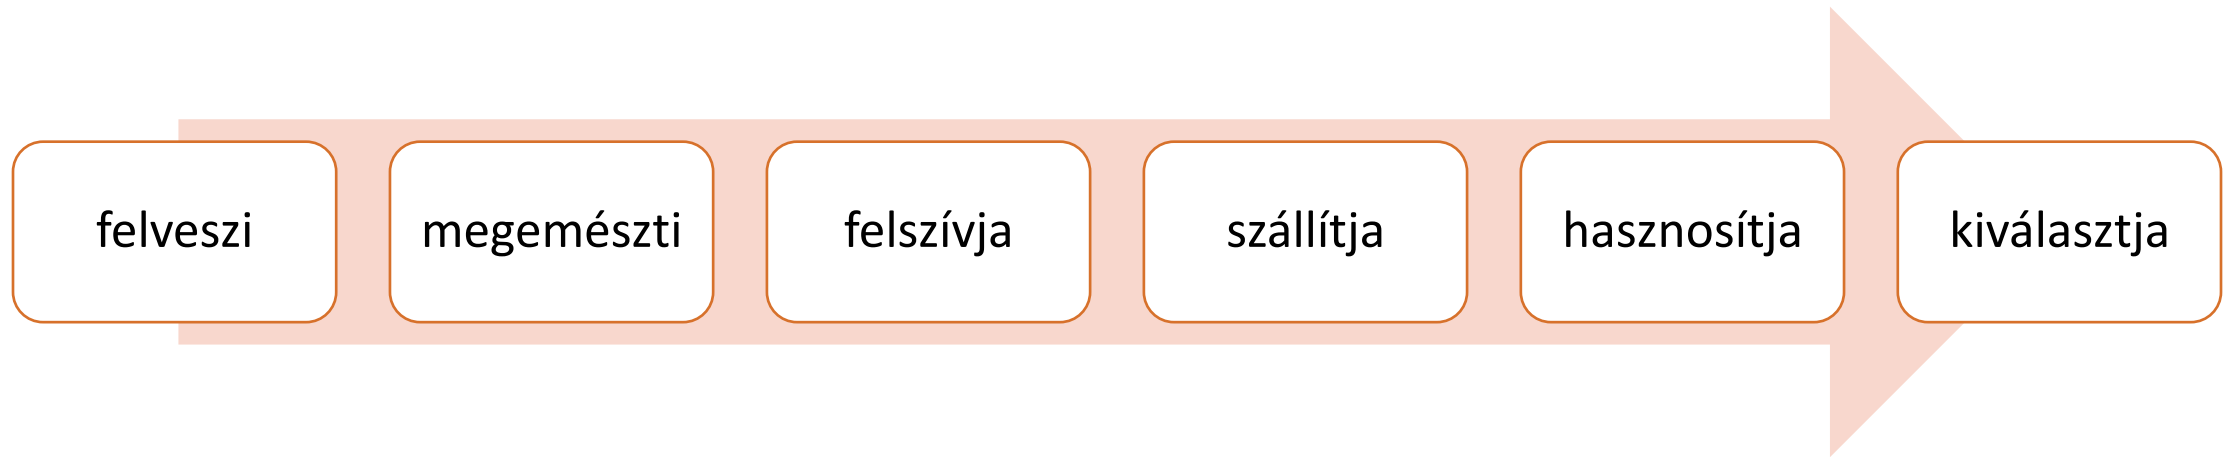 felveszi
megemészti
felszívja
szállítja
hasznosítja
kiválasztja